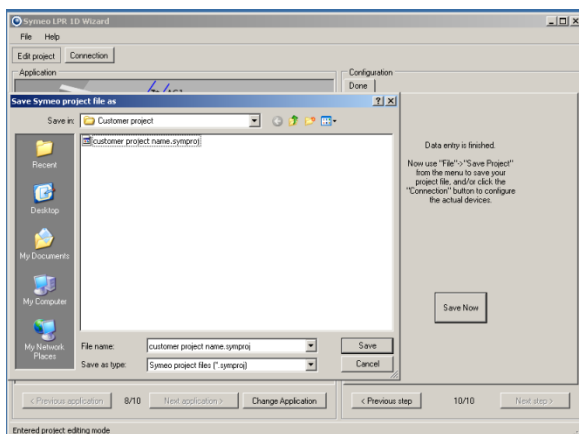 Symeo LPR 1D Wizard
File Help
Edit project Connection
Application
Configuration
Done
Save Symeo project file as
Save in: Customer project
customer project name.symproj
Recent
Desktop
My Documents
My Computer
My Network
Places
File name: customer project name.symproj Save
Save as type: Symeo project files (*.symproj) Cancel
Data entry is finished.
Now use "File"->"Save Project"
from the menu to save your
project file, and/or click the
"Connection" button to configure
the actual devices.
Save Now
< Previous application 8/10 Next application > Change Application
< Previous step 10/10 Next step >
Entered project editing mode